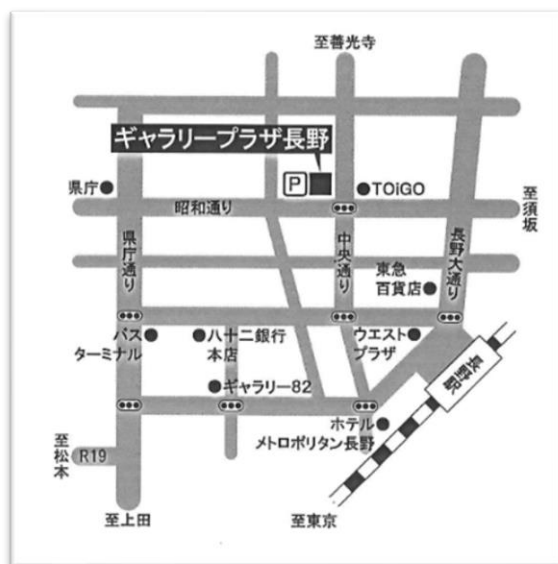 至善光寺
ギャラリープラザ長野
県庁
P
TOiGO
昭和通り
至須坂
県庁通り
中央通り
長野大通り
東急
百貨店
バス
ターミナル
八十二銀行
本店
ウエスト
プラザ
長野駅
ギャラリー82
ホテル
メトロポリタン長野
至松本
R19
至上田
至東京